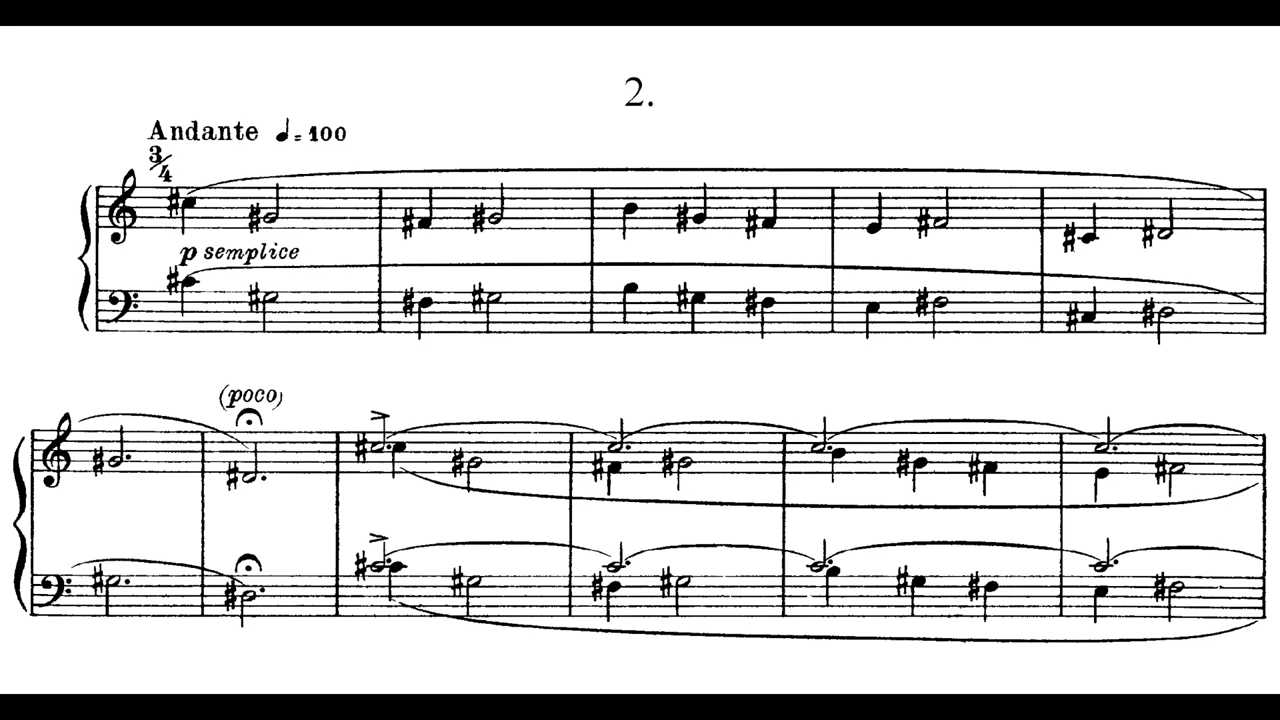 2.
Andante ♩= 100
3/4
p semplice
(poco)